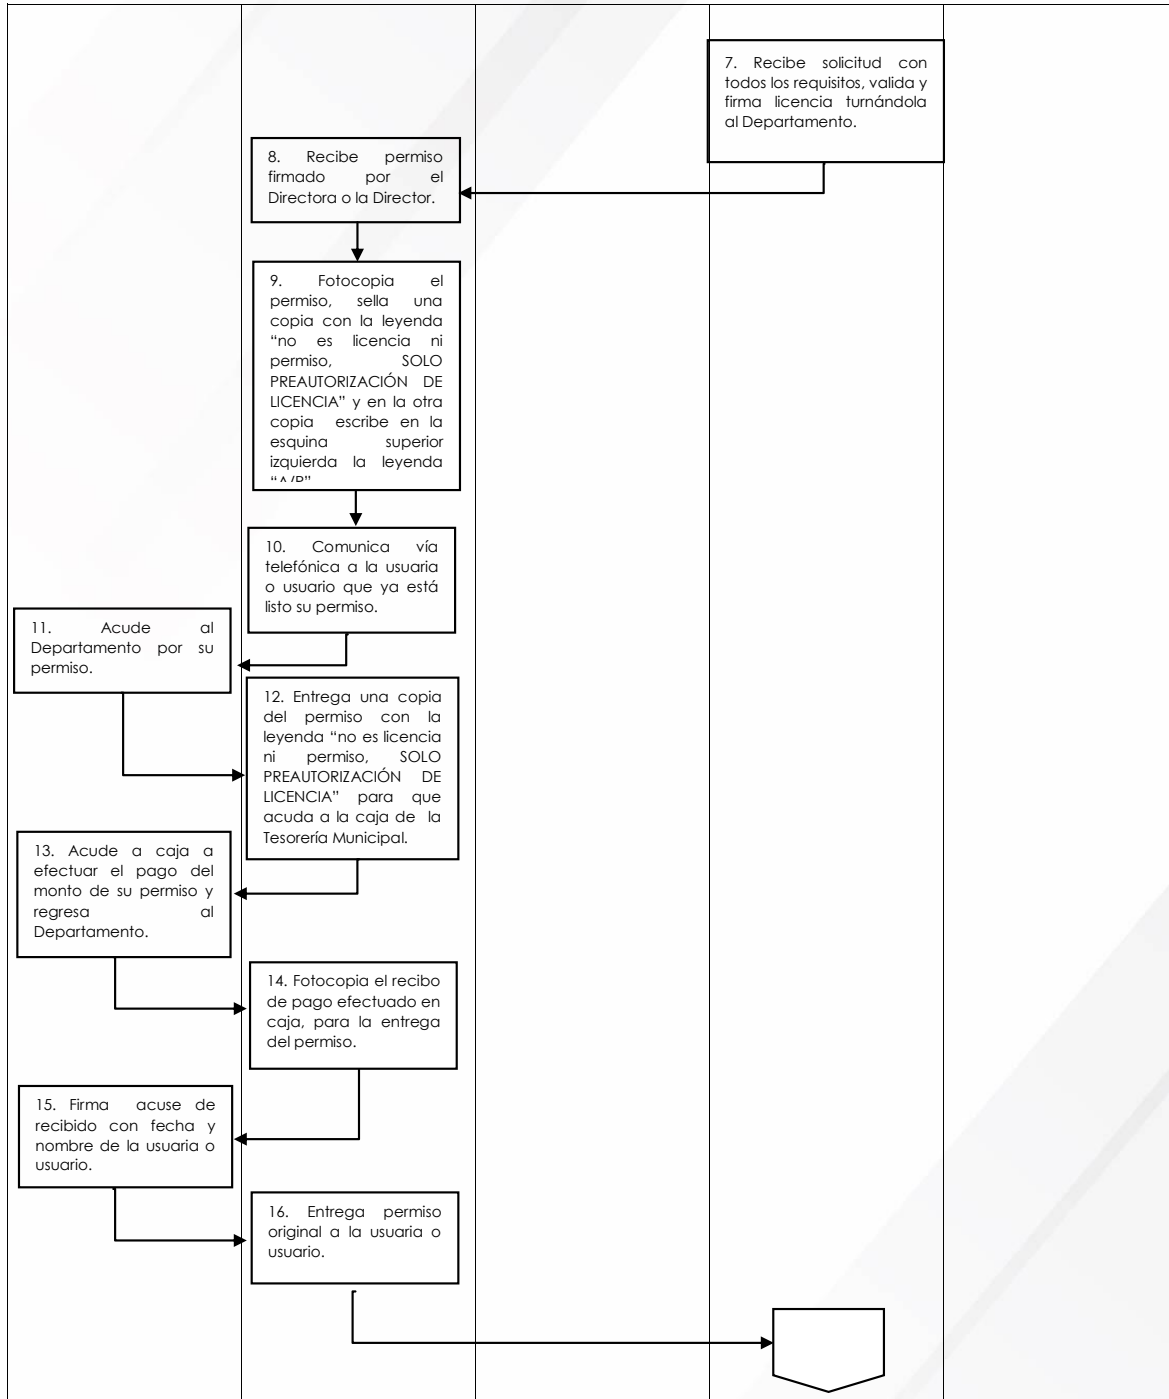 7. Recibe solicitud con
todos los requisitos, valida y
firma licencia turnándola
al Departamento.
8. Recibe permiso
firmado por el
Directora o la Director.
9. Fotocopia el
permiso, sella una
copia con la leyenda
“no es licencia ni
permiso, SOLO
PREAUTORIZACIÓN DE
LICENCIA” y en la otra
copia escribe en la
esquina superior
izquierda la leyenda
10. Comunica vía
telefónica a la usuaria
o usuario que ya está
listo su permiso.
11. Acude al
Departamento por su
permiso.
12. Entrega una copia
del permiso con la
leyenda “no es licencia
ni permiso, SOLO
PREAUTORIZACIÓN DE
LICENCIA” para que
acuda a la caja de la
Tesorería Municipal.
13. Acude a caja a
efectuar el pago del
monto de su permiso y
regresa al
Departamento.
14. Fotocopia el recibo
de pago efectuado en
caja, para la entrega
del permiso.
15. Firma acuse de
recibido con fecha y
nombre de la usuaria o
usuario.
16. Entrega permiso
original a la usuaria o
usuario.